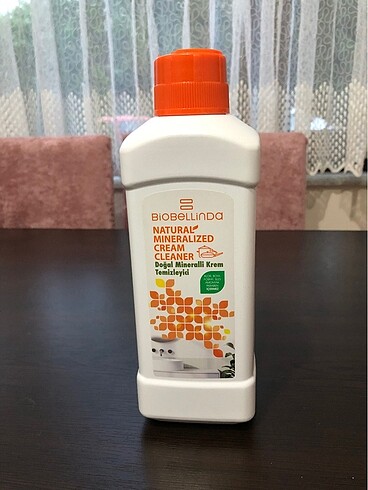 BIOBELLINDA
NATURAL
MINERALIZED
CREAM
CLEANER
Doğal Mineralli Krem
Temizleyici